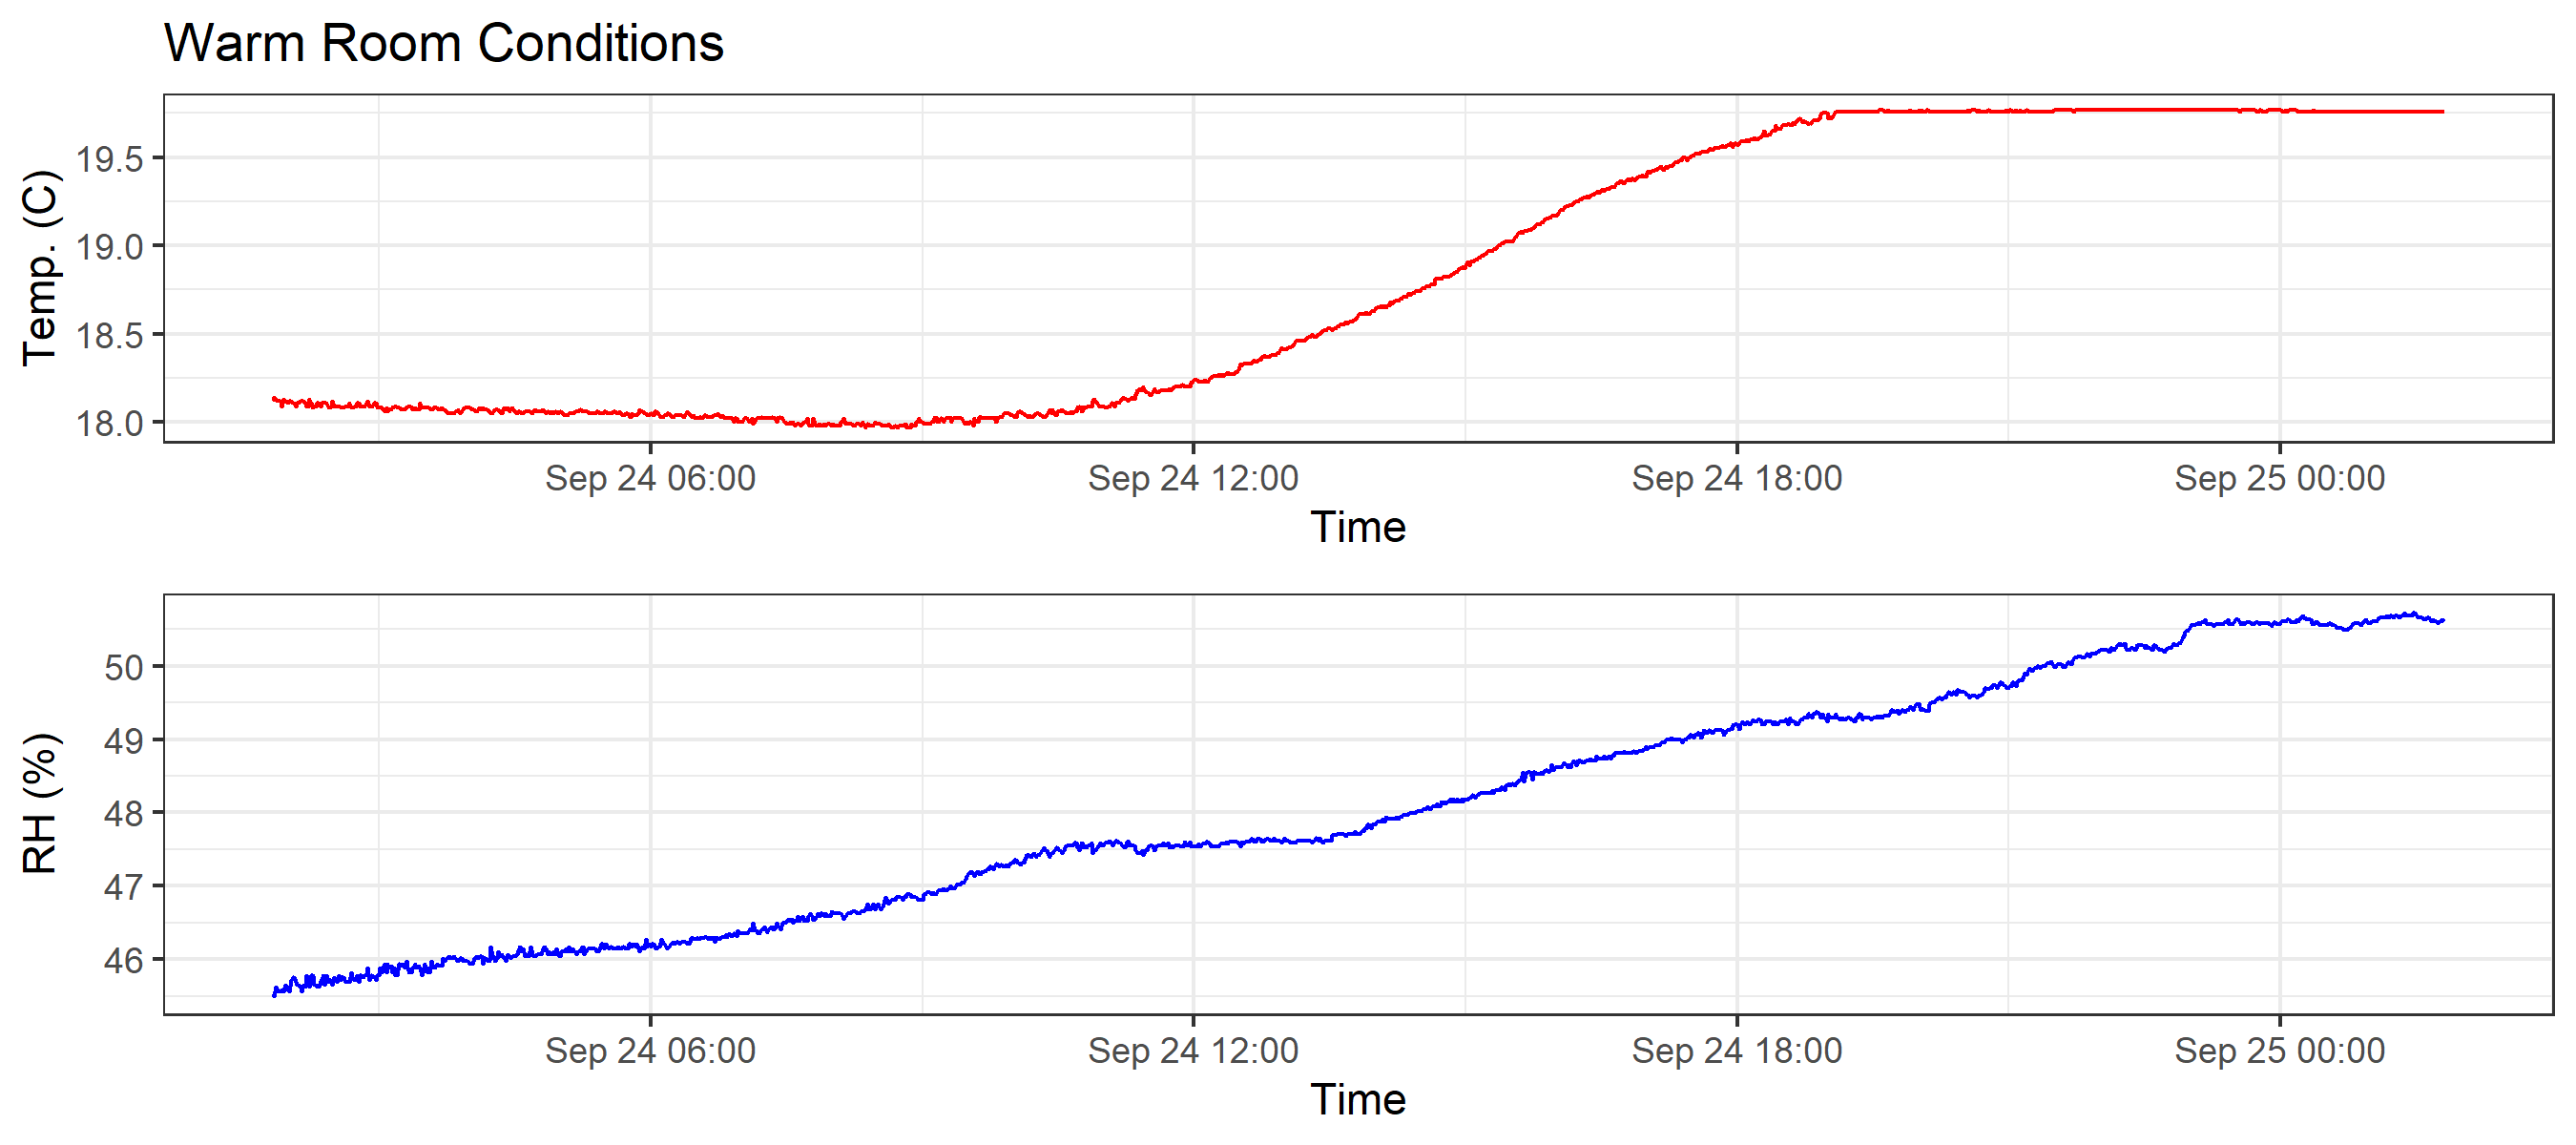 Warm Room Conditions
Temp. (C)
19.5
19.0
18.5
18.0
Sep 24 06:00 Sep 24 12:00 Sep 24 18:00 Sep 25 00:00
Time
RH (%)
50
49
48
47
46
Sep 24 06:00 Sep 24 12:00 Sep 24 18:00 Sep 25 00:00
Time